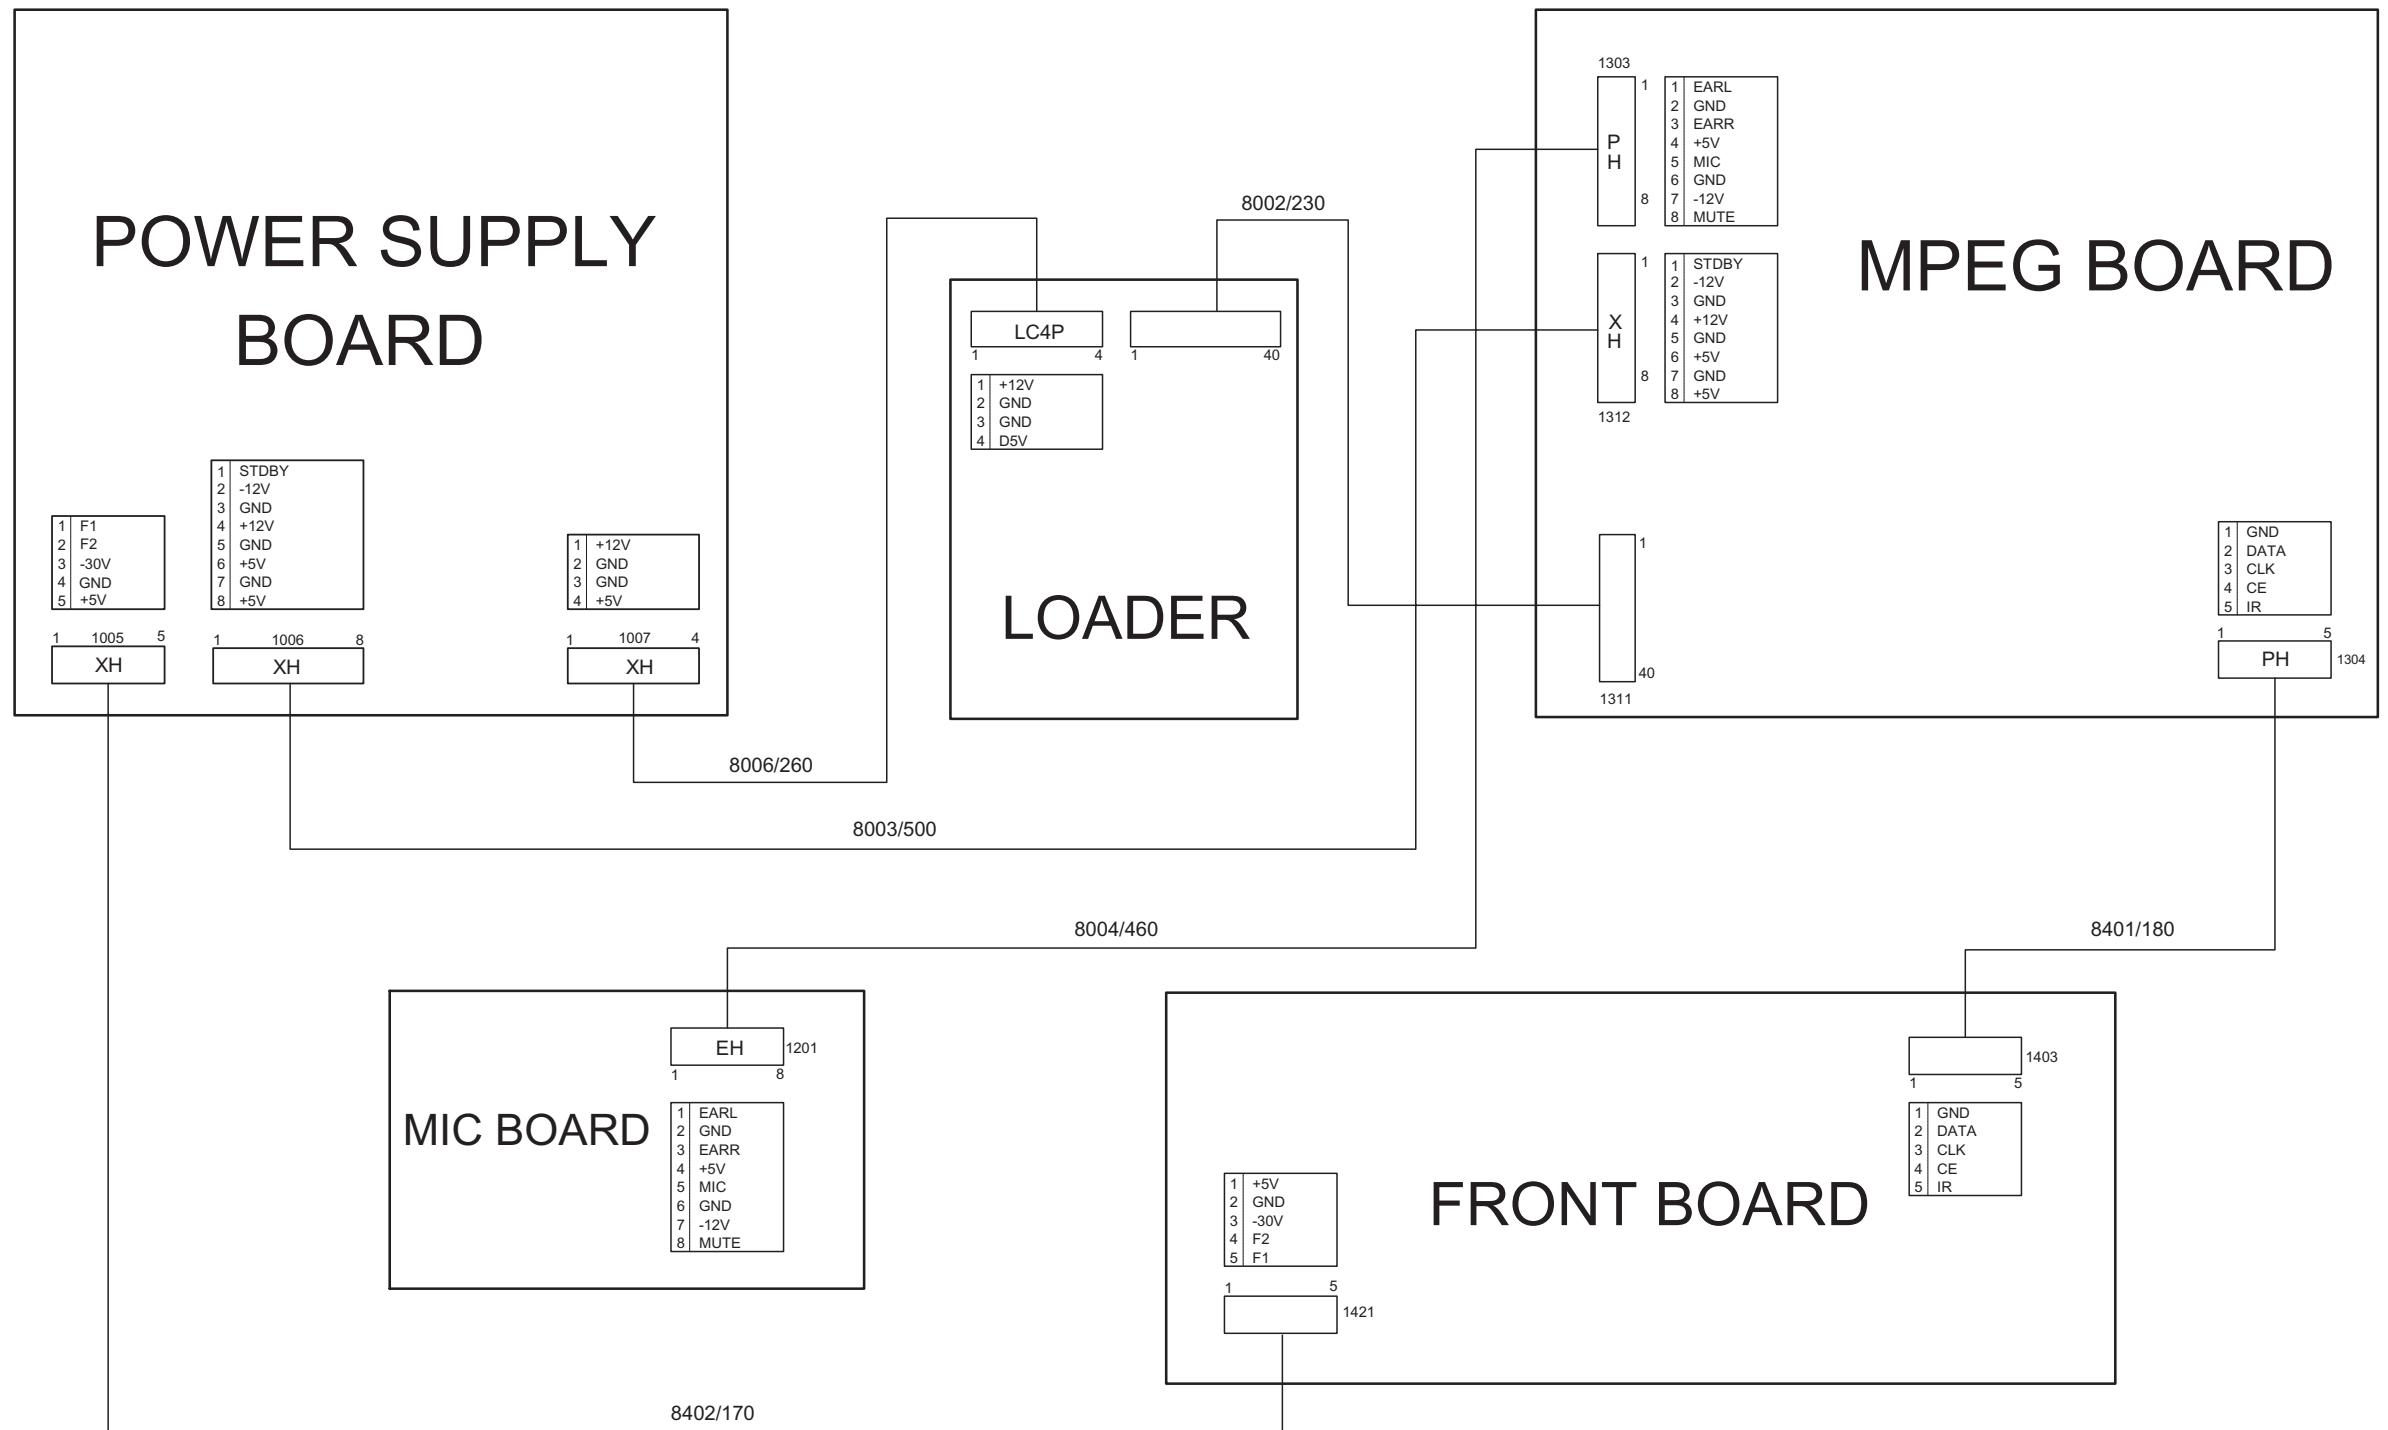 POWER SUPPLY
BOARD
1 F1
2 F2
3 -30V
4 GND
5 +5V
1 1005 5
XH
1 STDBY
2 -12V
3 GND
4 +12V
5 GND
6 +5V
7 GND
8 +5V
1 1006 8
XH
1 +12V
2 GND
3 GND
4 +5V
1 1007 4
XH
8006/260
8003/500
8002/230
LC4P
1 4
1 40
1 +12V
2 GND
3 GND
4 D5V
LOADER
MPEG BOARD
1303
P
H
1
8
1 EARL
2 GND
3 EARR
4 +5V
5 MIC
6 GND
7 -12V
8 MUTE
X
H
1
8
1312
1 STDBY
2 -12V
3 GND
4 +12V
5 GND
6 +5V
7 GND
8 +5V
1
40
1311
1 GND
2 DATA
3 CLK
4 CE
5 IR
1 5
PH 1304
8004/460
8401/180
EH 1201
1 8
MIC BOARD
1 EARL
2 GND
3 EARR
4 +5V
5 MIC
6 GND
7 -12V
8 MUTE
1403
1 5
1 GND
2 DATA
3 CLK
4 CE
5 IR
FRONT BOARD
1 +5V
2 GND
3 -30V
4 F2
5 F1
1 5
1421
8402/170